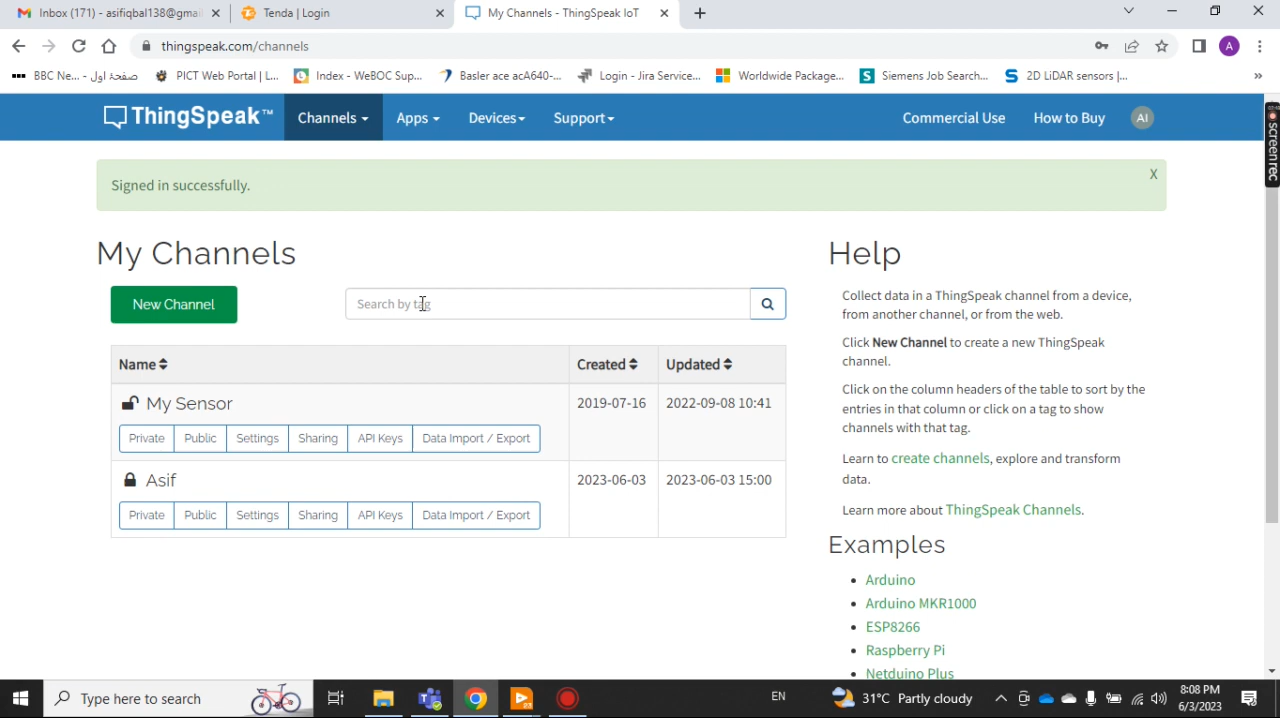 Inbox (171) - asifiqbal138@gmai
Tenda | Login
My Channels - ThingSpeak IoT
thingspeak.com/channels
A
BBC Ne... - صفحۂ اول
PICT Web Portal | L...
Index - WeBOC Sup...
Basler ace acA640-...
Login - Jira Service...
Worldwide Package...
Siemens Job Search...
2D LiDAR sensors |...
»
ThingSpeak™
Channels
Apps
Devices
Support
Commercial Use
How to Buy
AI
screenrec
Signed in successfully.
X
My Channels
New Channel
Search by tag
Name
Created
Updated
My Sensor
2019-07-16
2022-09-08 10:41
Private
Public
Settings
Sharing
API Keys
Data Import / Export
Asif
2023-06-03
2023-06-03 15:00
Private
Public
Settings
Sharing
API Keys
Data Import / Export
Help
Collect data in a ThingSpeak channel from a device,
from another channel, or from the web.
Click New Channel to create a new ThingSpeak
channel.
Click on the column headers of the table to sort by the
entries in that column or click on a tag to show
channels with that tag.
Learn to create channels, explore and transform
data.
Learn more about ThingSpeak Channels.
Examples
Arduino
Arduino MKR1000
ESP8266
Raspberry Pi
Netduino Plus
Type here to search
EN
31°C Partly cloudy
8:08 PM
6/3/2023